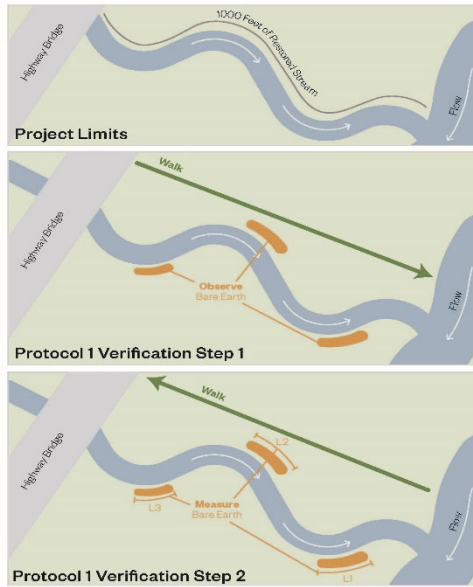 Highway Bridge
1000 Feet of Restored Stream
Flow
Project Limits
Walk
Highway Bridge
Observe
Bare Earth
Flow
Protocol 1 Verification Step 1
Walk
Highway Bridge
L2
L3
Measure
Bare Earth
Flow
L1
Protocol 1 Verification Step 2